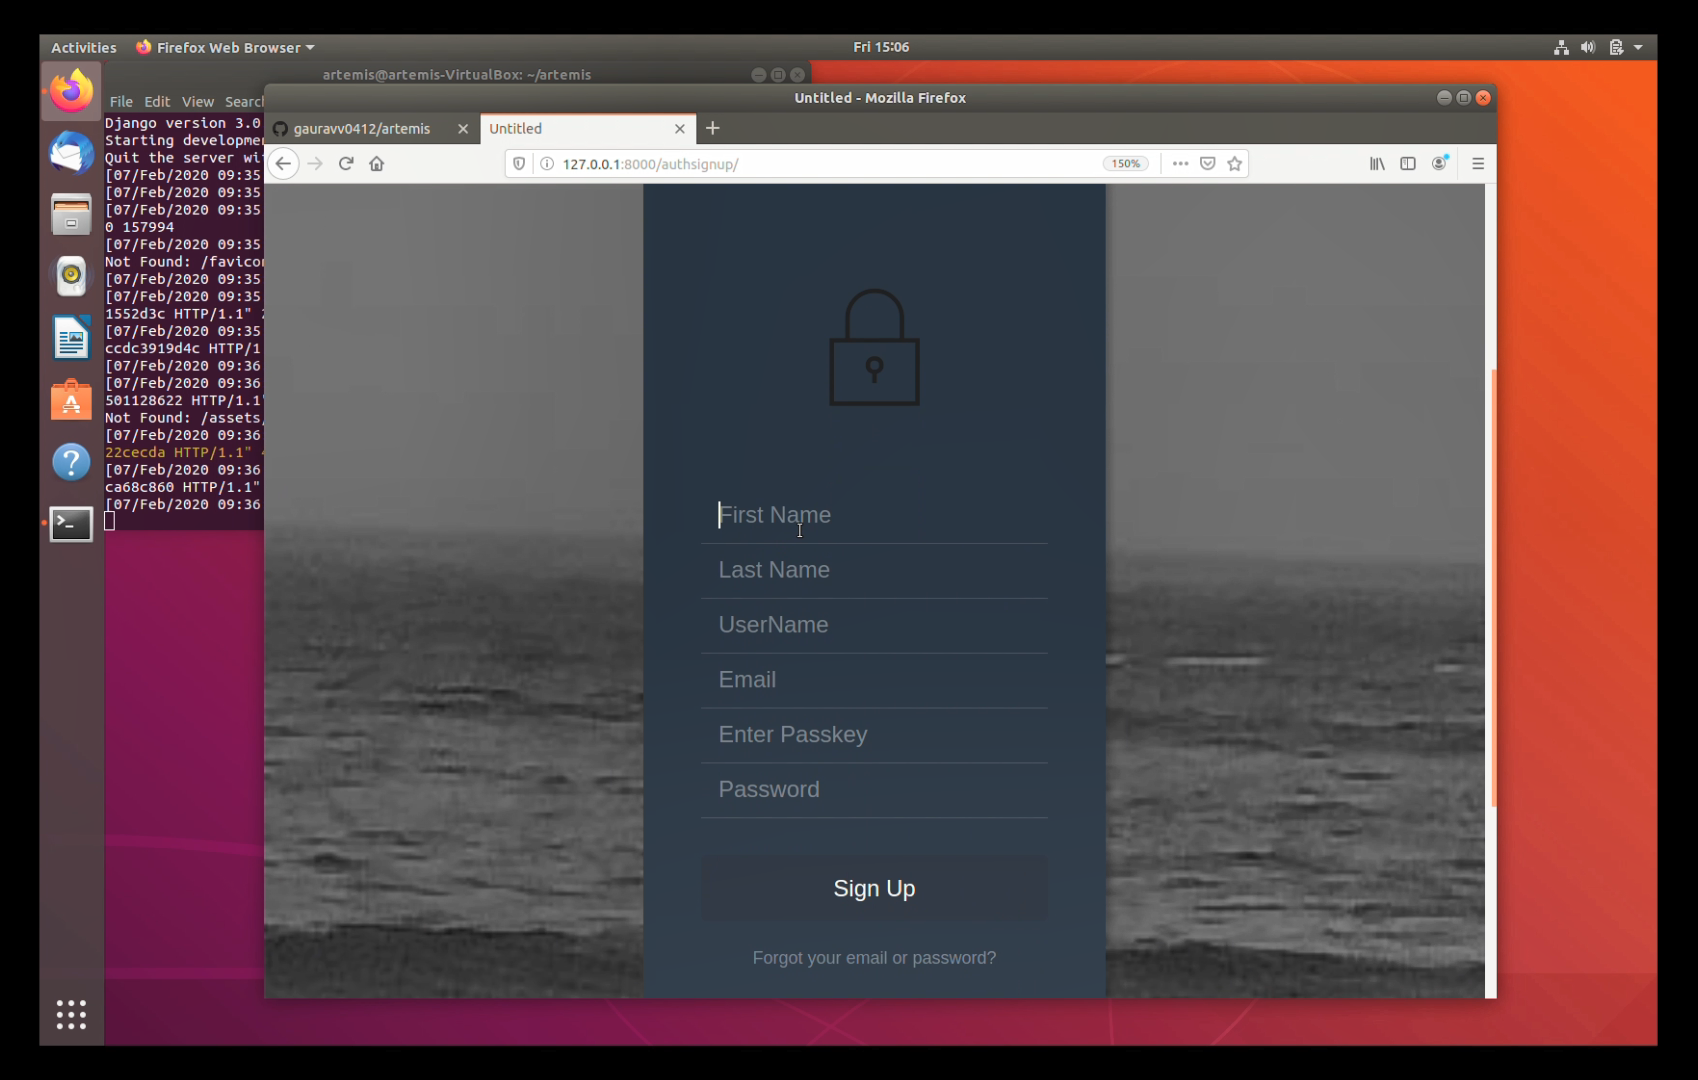 Activities
Firefox Web Browser
Fri 15:06
artemis@artemis-VirtualBox: ~/artemis
File Edit View Search
Untitled - Mozilla Firefox
gaurav0412/artemis
Untitled
127.0.0.1:8000/authsignup/
150%
Django version 3.0
Starting developme
Quit the server wi
[07/Feb/2020 09:35
[07/Feb/2020 09:35
[07/Feb/2020 09:35
0 157994
[07/Feb/2020 09:35
Not Found: /favico
[07/Feb/2020 09:35
[07/Feb/2020 09:35
1552d3c HTTP/1.1"
[07/Feb/2020 09:35
ccdc3919d4c HTTP/1
[07/Feb/2020 09:36
[07/Feb/2020 09:36
501128622 HTTP/1.1"
Not Found: /assets/
[07/Feb/2020 09:36
22cecda HTTP/1.1" 4
[07/Feb/2020 09:36
ca68c860 HTTP/1.1"
[07/Feb/2020 09:36
First Name
Last Name
UserName
Email
Enter Passkey
Password
Sign Up
Forgot your email or password?